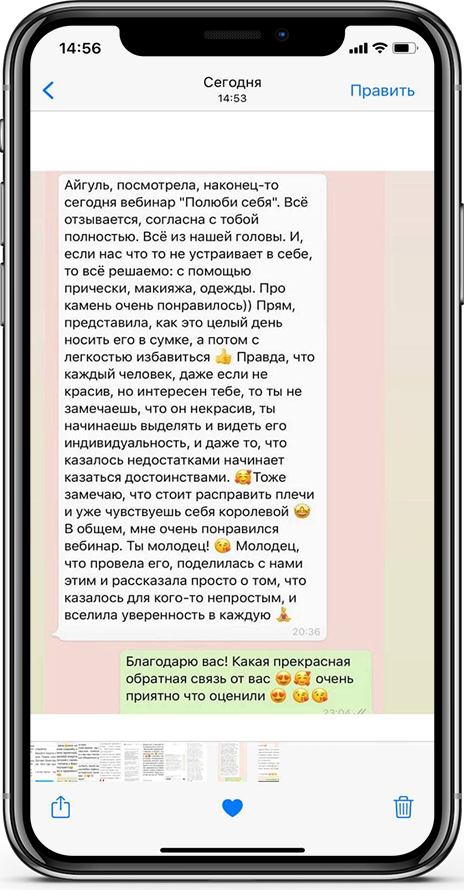 14:56
Сегодня
14:53
Править
Айгуль, посмотрела, наконец-то
сегодня вебинар "Полюби себя". Всё
отзывается, согласна с тобой
полностью. Всё из нашей головы. И,
если нас что то не устраивает в себе,
то всё решаемо: с помощью
прически, макияжа, одежды. Про
камень очень понравилось)) Прям,
представила, как это целый день
носить его в сумке, а потом с
легкостью избавиться 👍 Правда, что
каждый человек, даже если не
красив, но интересен тебе, то ты не
замечаешь, что он некрасив, ты
начинаешь выделять и видеть его
индивидуальность, и даже то, что
казалось недостатками начинает
казаться достоинствами. 🥰Тоже
замечаю, что стоит расправить плечи
и уже чувствуешь себя королевой 🤩
В общем, мне очень понравился
вебинар. Ты молодец! 😘 Молодец,
что провела его, поделилась с нами
этим и рассказала просто о том, что
казалось для кого-то непростым, и
вселила уверенность в каждую 🧘‍♀️
20:36
Благодарю вас! Какая прекрасная
обратная связь от вас 😍🥰 очень
приятно что оценили 😍 😘😘
23:04